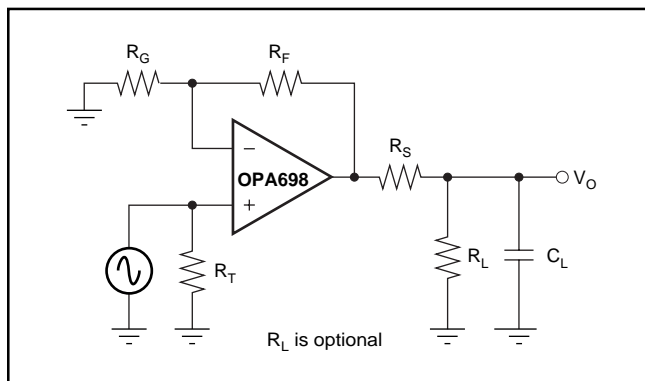 R_G
R_F
R_S
−
OPA698
V_O
+
R_T
R_L
C_L
R_L is optional